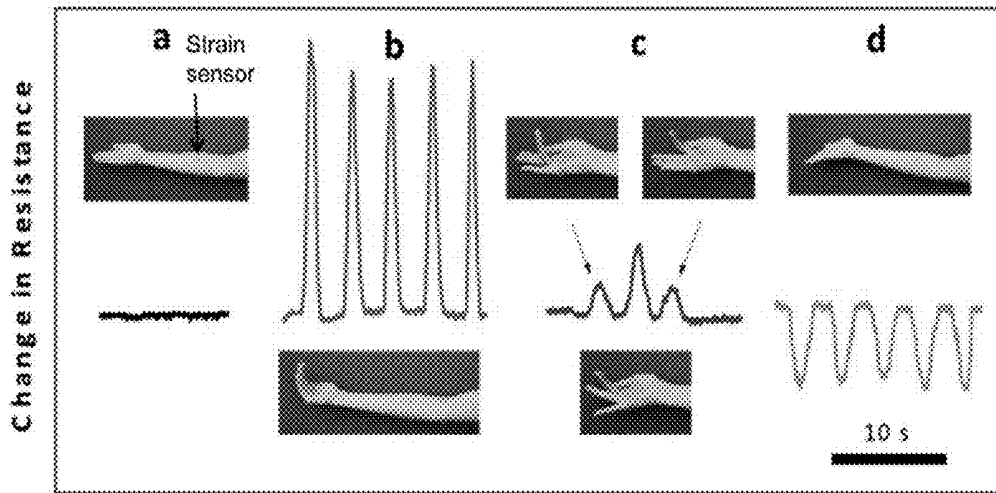 Change in Resistance
a
Strain
sensor
b
c
d
10 s